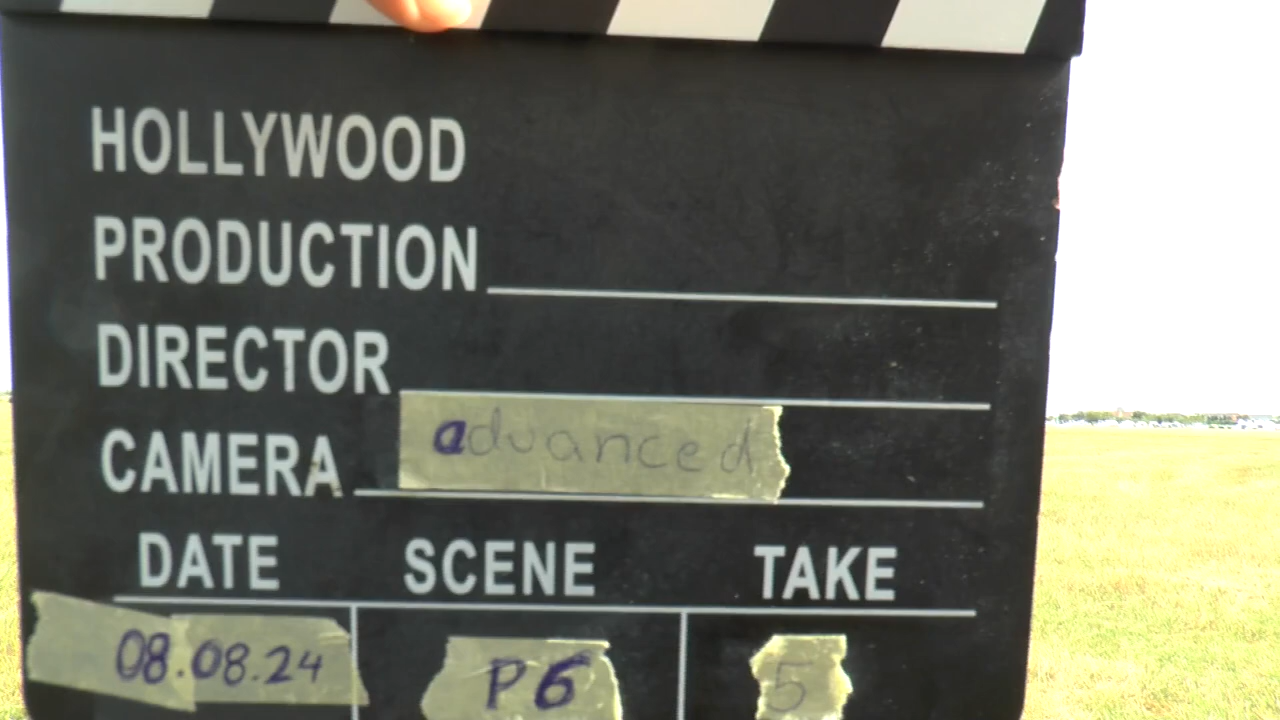 HOLLYWOOD
PRODUCTION
DIRECTOR
CAMERA advanced
DATE SCENE TAKE
08.08.24 P6 5